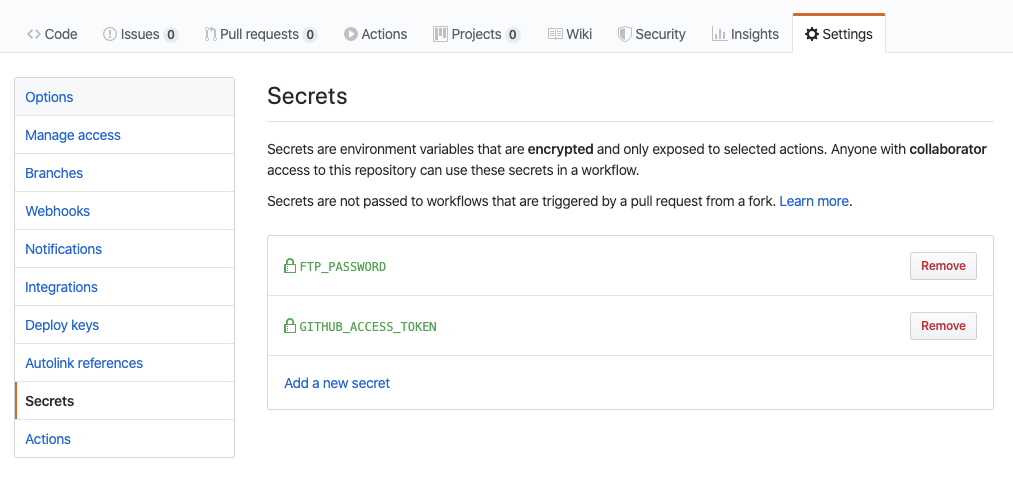 Code Issues 0 Pull requests 0 Actions Projects 0 Wiki Security Insights Settings
Options
Manage access
Branches
Webhooks
Notifications
Integrations
Deploy keys
Autolink references
Secrets
Actions
Secrets
Secrets are environment variables that are encrypted and only exposed to selected actions. Anyone with collaborator
access to this repository can use these secrets in a workflow.
Secrets are not passed to workflows that are triggered by a pull request from a fork. Learn more.
FTP_PASSWORD Remove
GITHUB_ACCESS_TOKEN Remove
Add a new secret